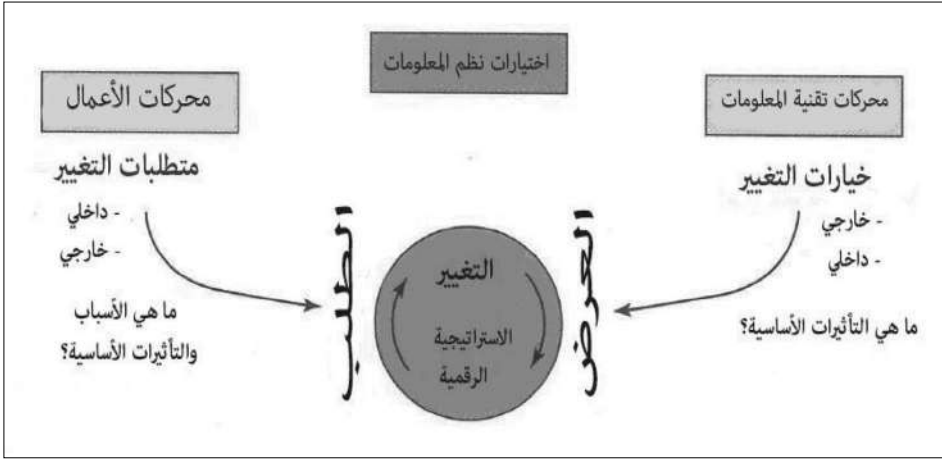 اختيارات نظم المعلومات
محركات تقنية المعلومات
خيارات التغيير
- خارجي
- داخلي
ما هي التأثيرات الأساسية؟
العرض
التغيير
الاستراتيجية
الرقمية
الطلب
محركات الأعمال
متطلبات التغيير
- داخلي
- خارجي
ما هي الأسباب
والتأثيرات الأساسية؟